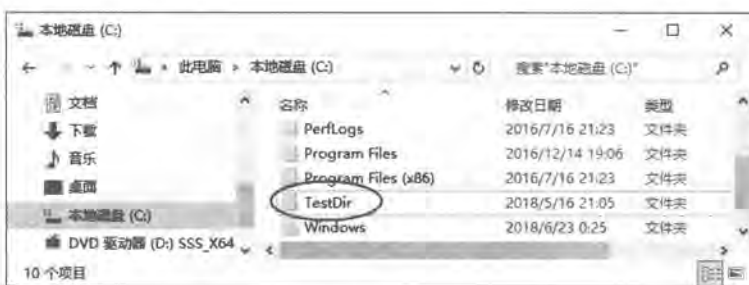 本地磁盘 (C:)
此电脑 › 本地磁盘 (C:)
搜索"本地磁盘 (C:)"
文档
下载
音乐
桌面
本地磁盘 (C:)
DVD 驱动器 (D:) SSS_X64
名称 修改日期 类型
PerfLogs 2016/7/16 21:23 文件夹
Program Files 2016/12/14 19:06 文件夹
Program Files (x86) 2016/7/16 21:23 文件夹
TestDir 2018/5/16 21:05 文件夹
Windows 2018/6/23 0:25 文件夹
10 个项目